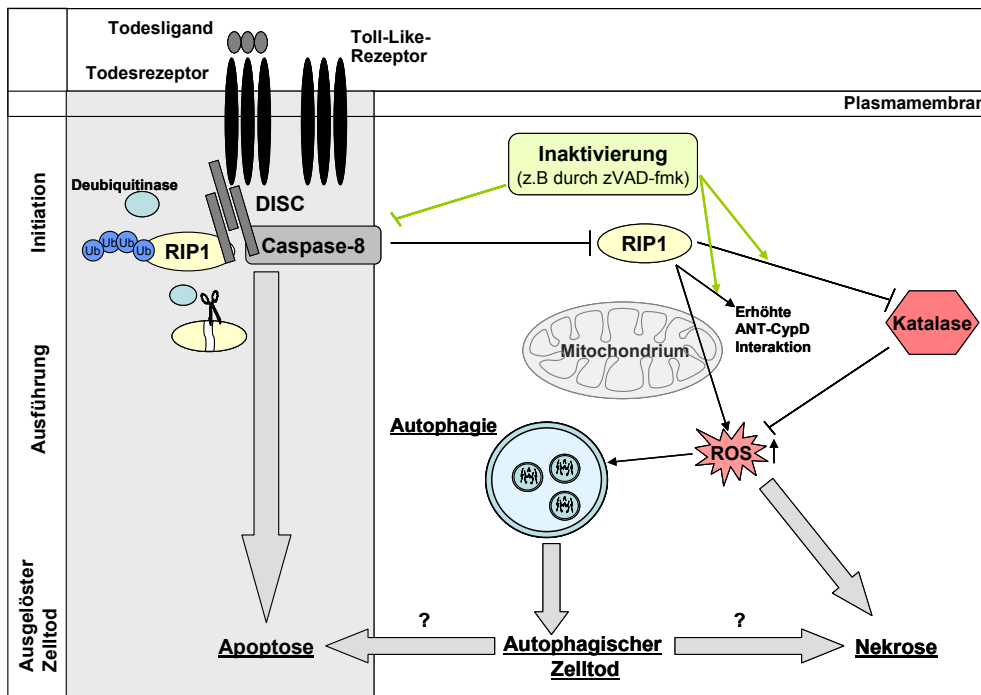 Todesligand
Toll-Like-
Rezeptor
Todesrezeptor
Plasmamembran
Initiation
Deubiquitinase
DISC
Inaktivierung
(z.B durch zVAD-fmk)
Ub
Ub
Ub
Ub
RIP1
Caspase-8
RIP1
Katalase
Erhöhte
ANT-CypD
Interaktion
Mitochondrium
Ausführung
Autophagie
ROS
Ausgelöster
Zelltod
Apoptose
?
Autophagischer
Zelltod
?
Nekrose